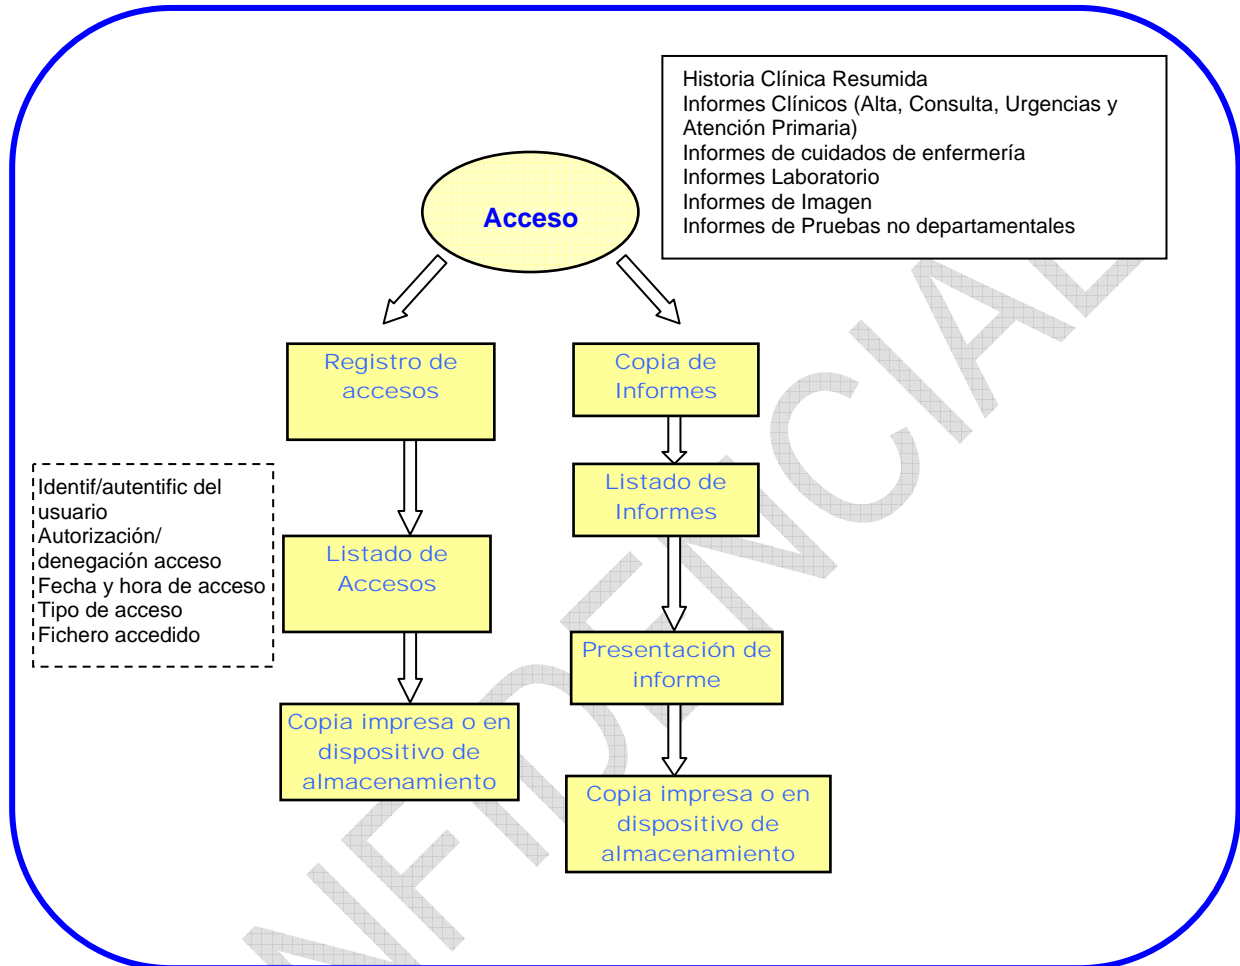 Historia Clínica Resumida
Informes Clínicos (Alta, Consulta, Urgencias y
Atención Primaria)
Informes de cuidados de enfermería
Informes Laboratorio
Informes de Imagen
Informes de Pruebas no departamentales
Acceso
Registro de
accesos
Copia de
Informes
Identif/autentific del
usuario
Autorización/
denegación acceso
Fecha y hora de acceso
Tipo de acceso
Fichero accedido
Listado de
Accesos
Listado de
Informes
Presentación de
informe
Copia impresa o en
dispositivo de
almacenamiento
Copia impresa o en
dispositivo de
almacenamiento
NFIDENCIAL